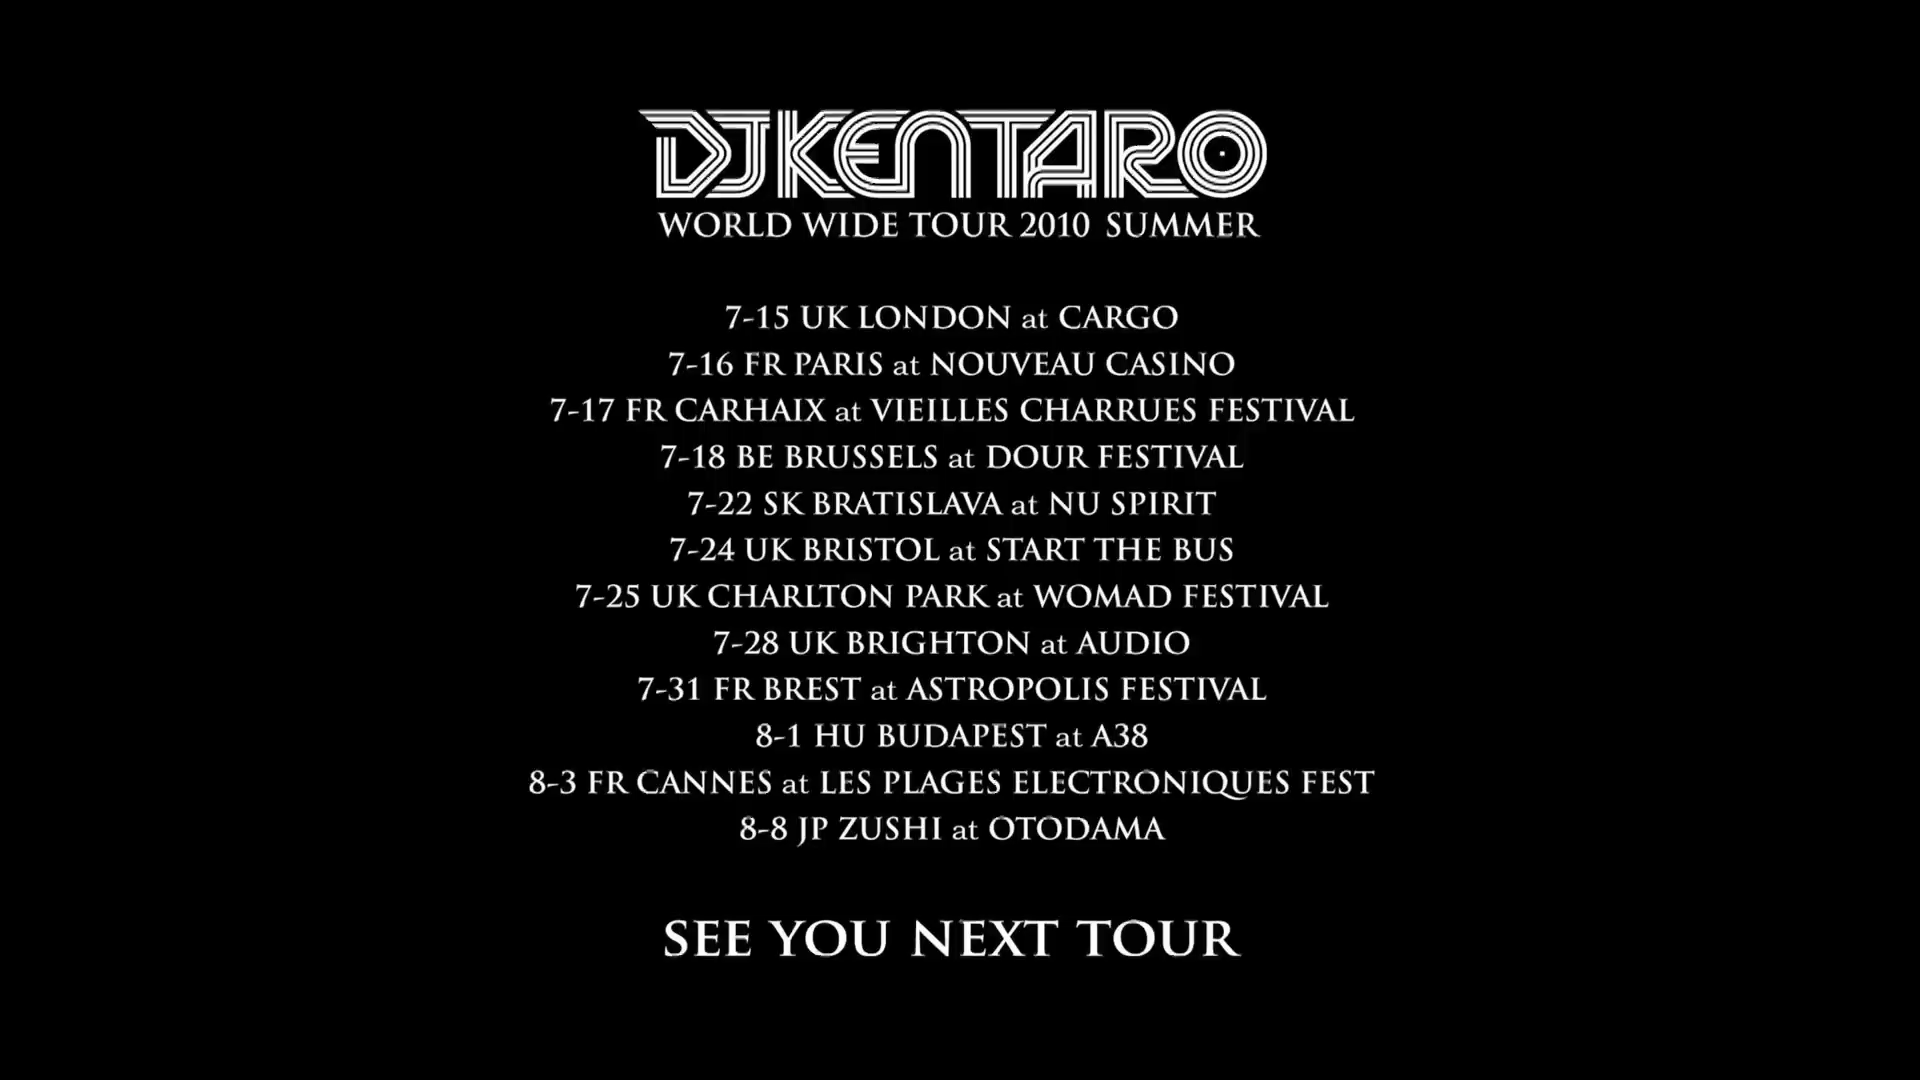 DJ KENTARO
WORLD WIDE TOUR 2010 SUMMER
7-15 UK LONDON at CARGO
7-16 FR PARIS at NOUVEAU CASINO
7-17 FR CARHAIX at VIEILLES CHARRUES FESTIVAL
7-18 BE BRUSSELS at DOUR FESTIVAL
7-22 SK BRATISLAVA at NU SPIRIT
7-24 UK BRISTOL at START THE BUS
7-25 UK CHARLTON PARK at WOMAD FESTIVAL
7-28 UK BRIGHTON at AUDIO
7-31 FR BREST at ASTROPOLIS FESTIVAL
8-1 HU BUDAPEST at A38
8-3 FR CANNES at LES PLAGES ELECTRONIQUES FEST
8-8 JP ZUSHI at OTODAMA
SEE YOU NEXT TOUR